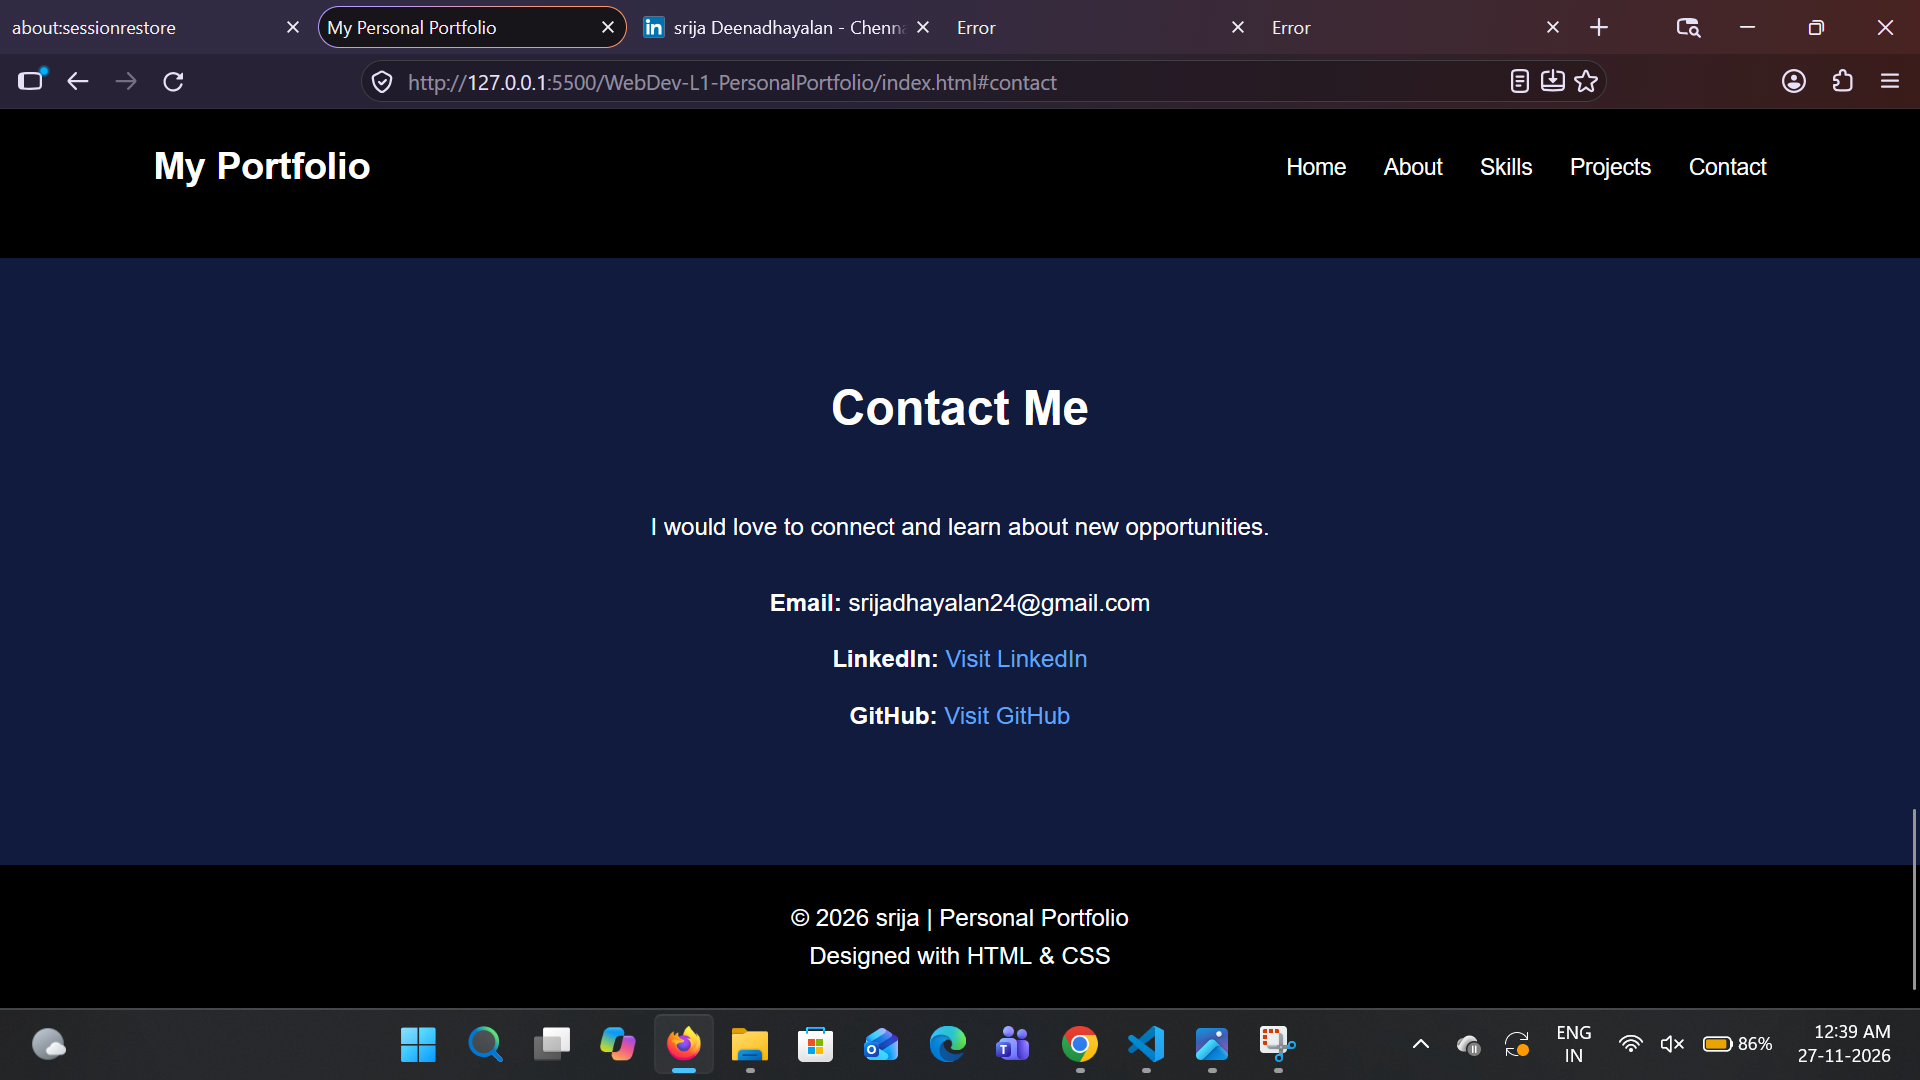 about:sessionrestore
My Personal Portfolio
in srija Deenadhayalan - Chenna
Error
Error
http://127.0.0.1:5500/WebDev-L1-PersonalPortfolio/index.html#contact
My Portfolio
Home About Skills Projects Contact
Contact Me
I would love to connect and learn about new opportunities.
Email: srijadhayalan24@gmail.com
LinkedIn: Visit LinkedIn
GitHub: Visit GitHub
© 2026 srija | Personal Portfolio
Designed with HTML & CSS
ENG
IN
86%
12:39 AM
27-11-2026